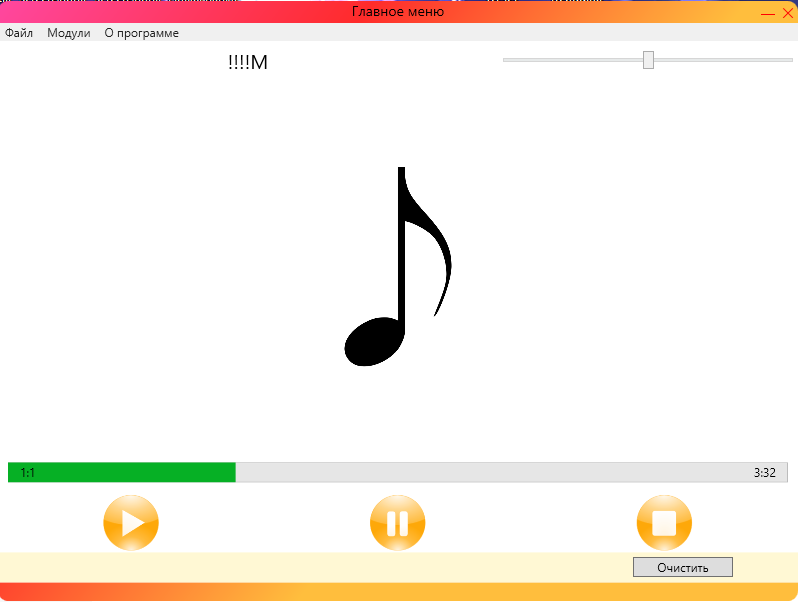 Главное меню
Файл Модули О программе
!!!!M
1:1 3:32
Очистить